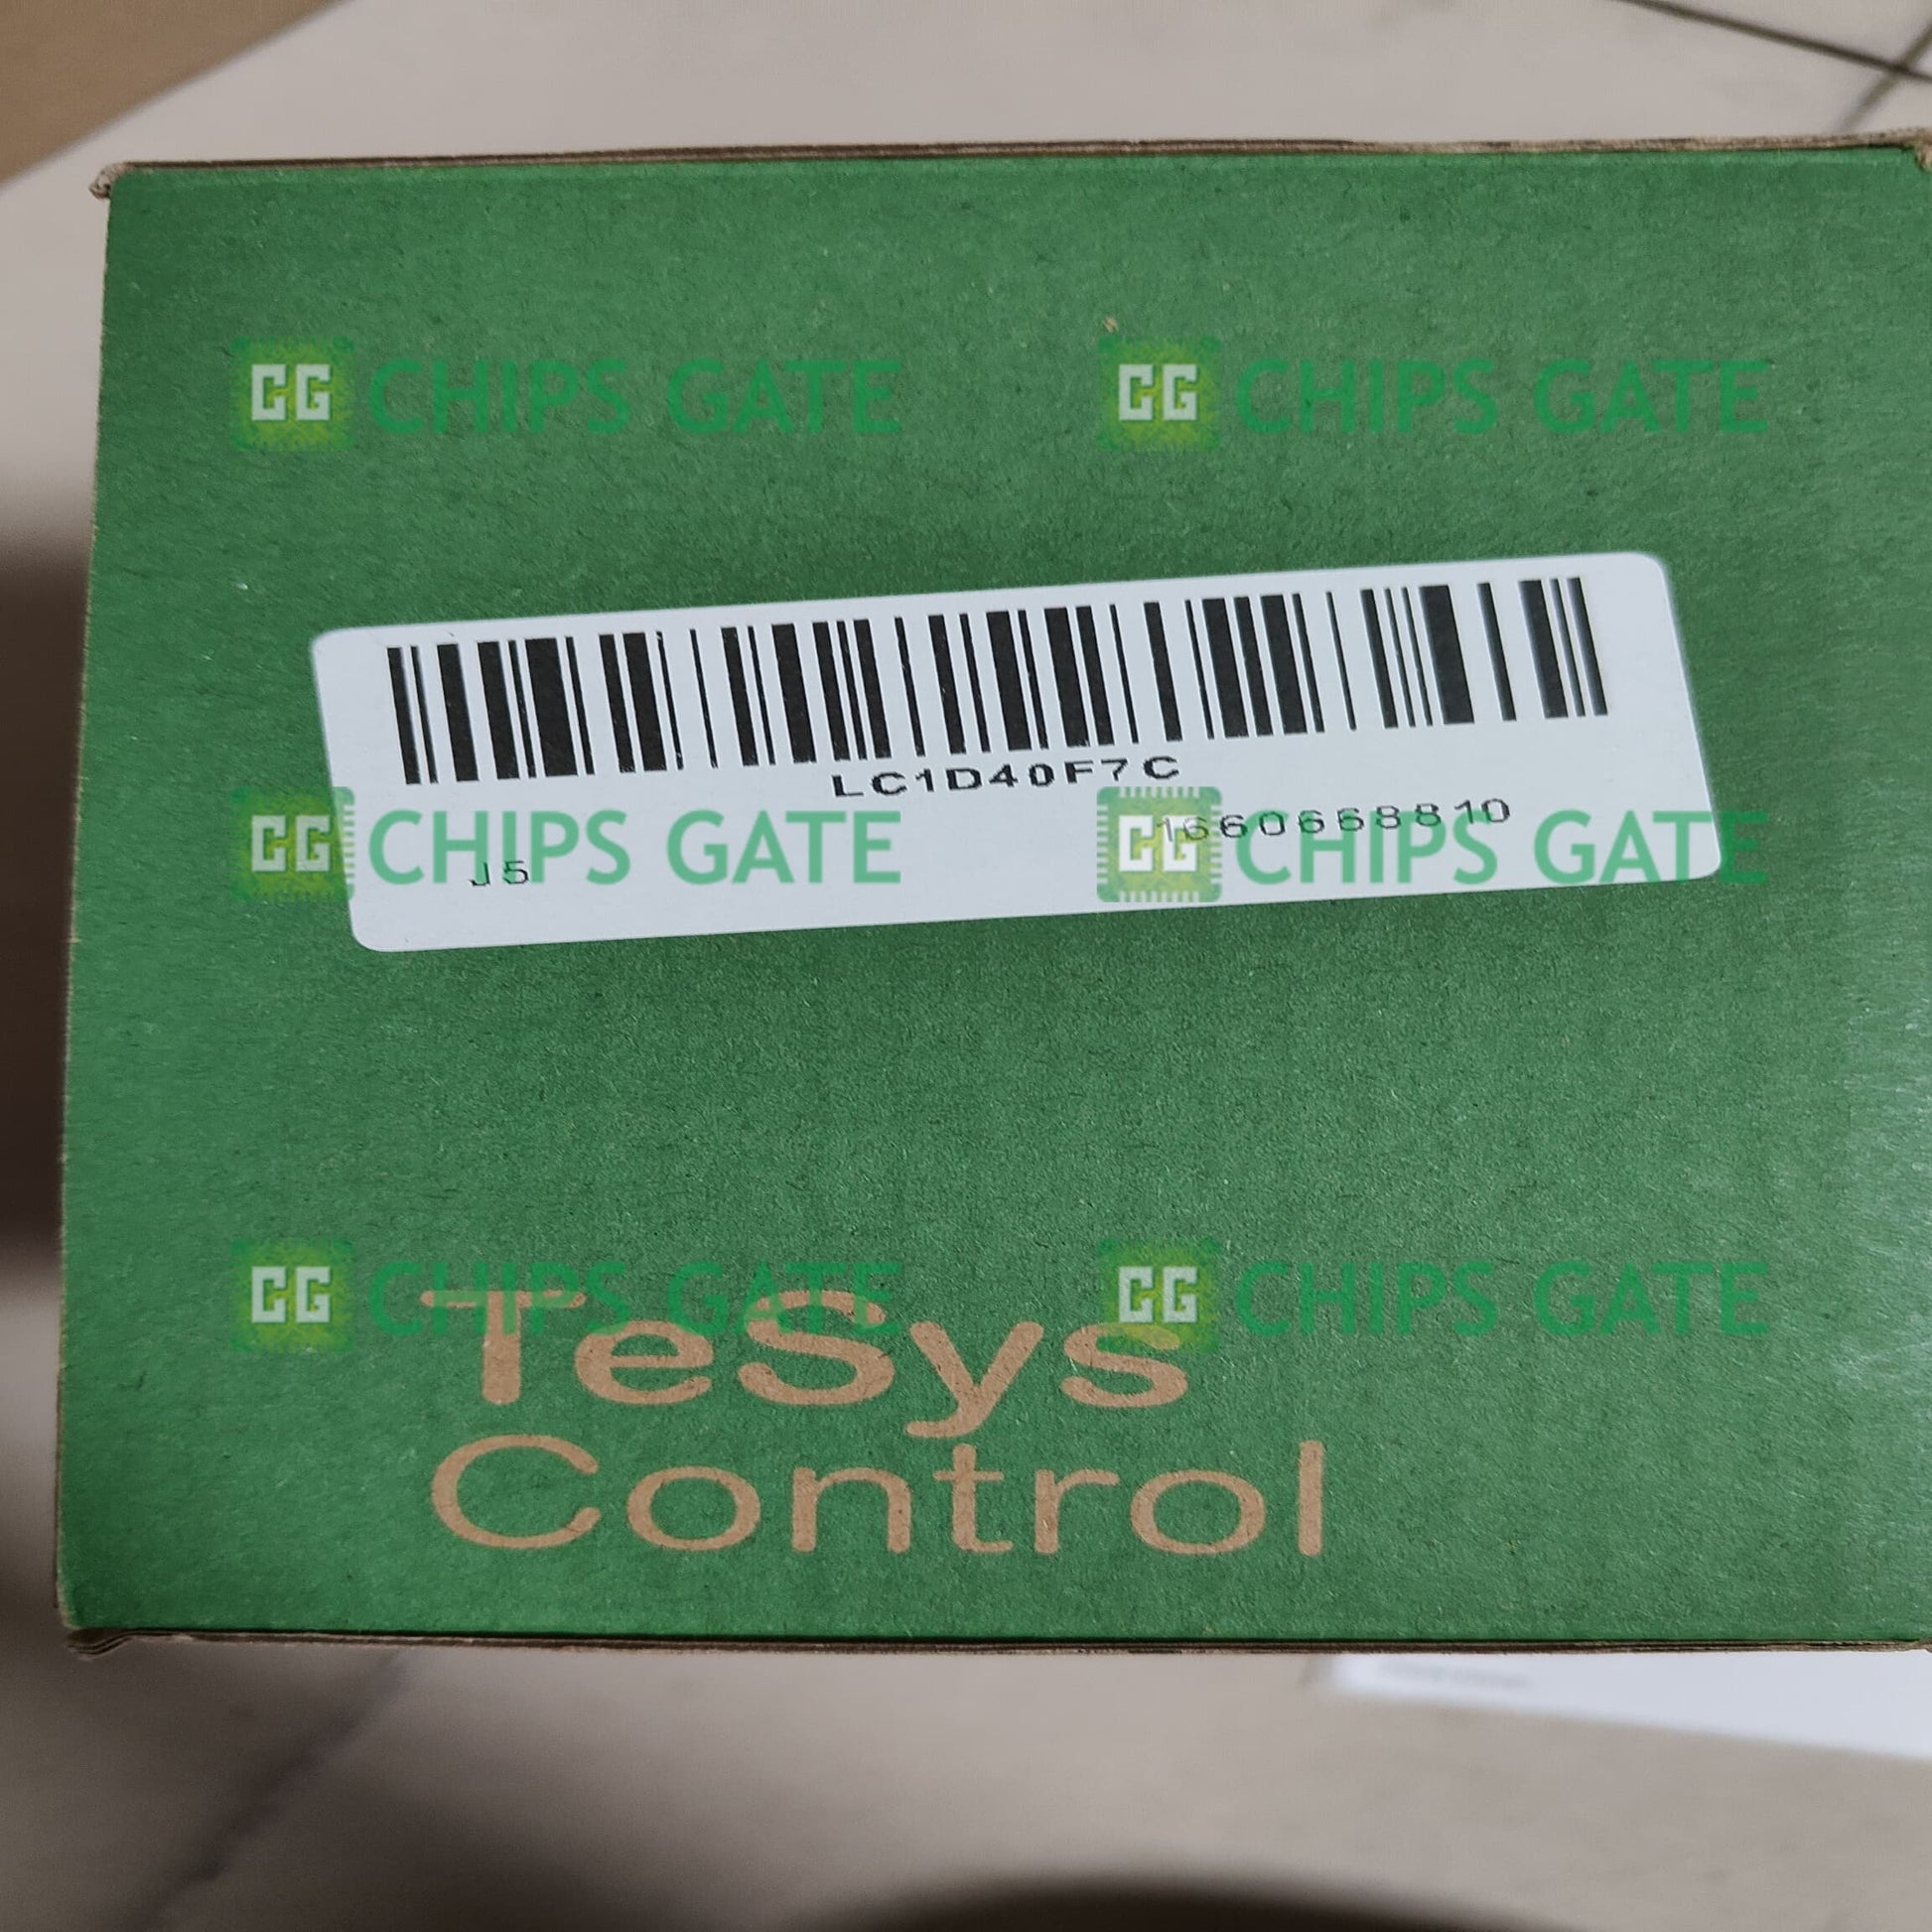 CG CHIPS GATE CG CHIPS GATE
LC1D40F7C
1660668810
CG CHIPS GATE CG CHIPS GATE
J5
CG CHIPS GATE CG CHIPS GATE
TeSys
Control